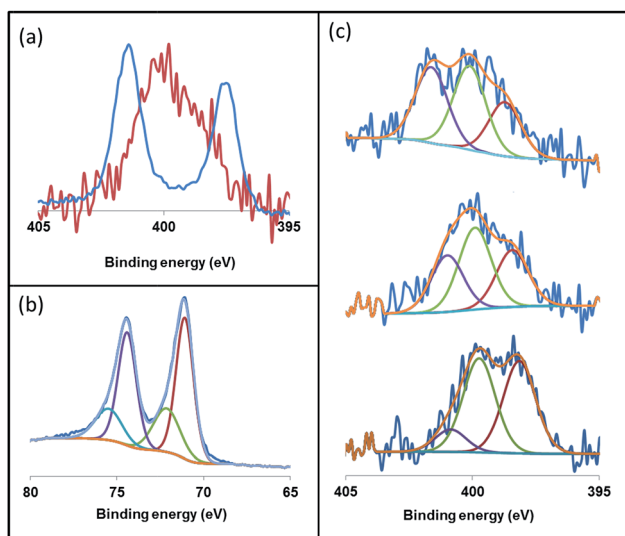 (a)
405 400 395
Binding energy (eV)
(b)
80 75 70 65
Binding energy (eV)
(c)
405 400 395
Binding energy (eV)